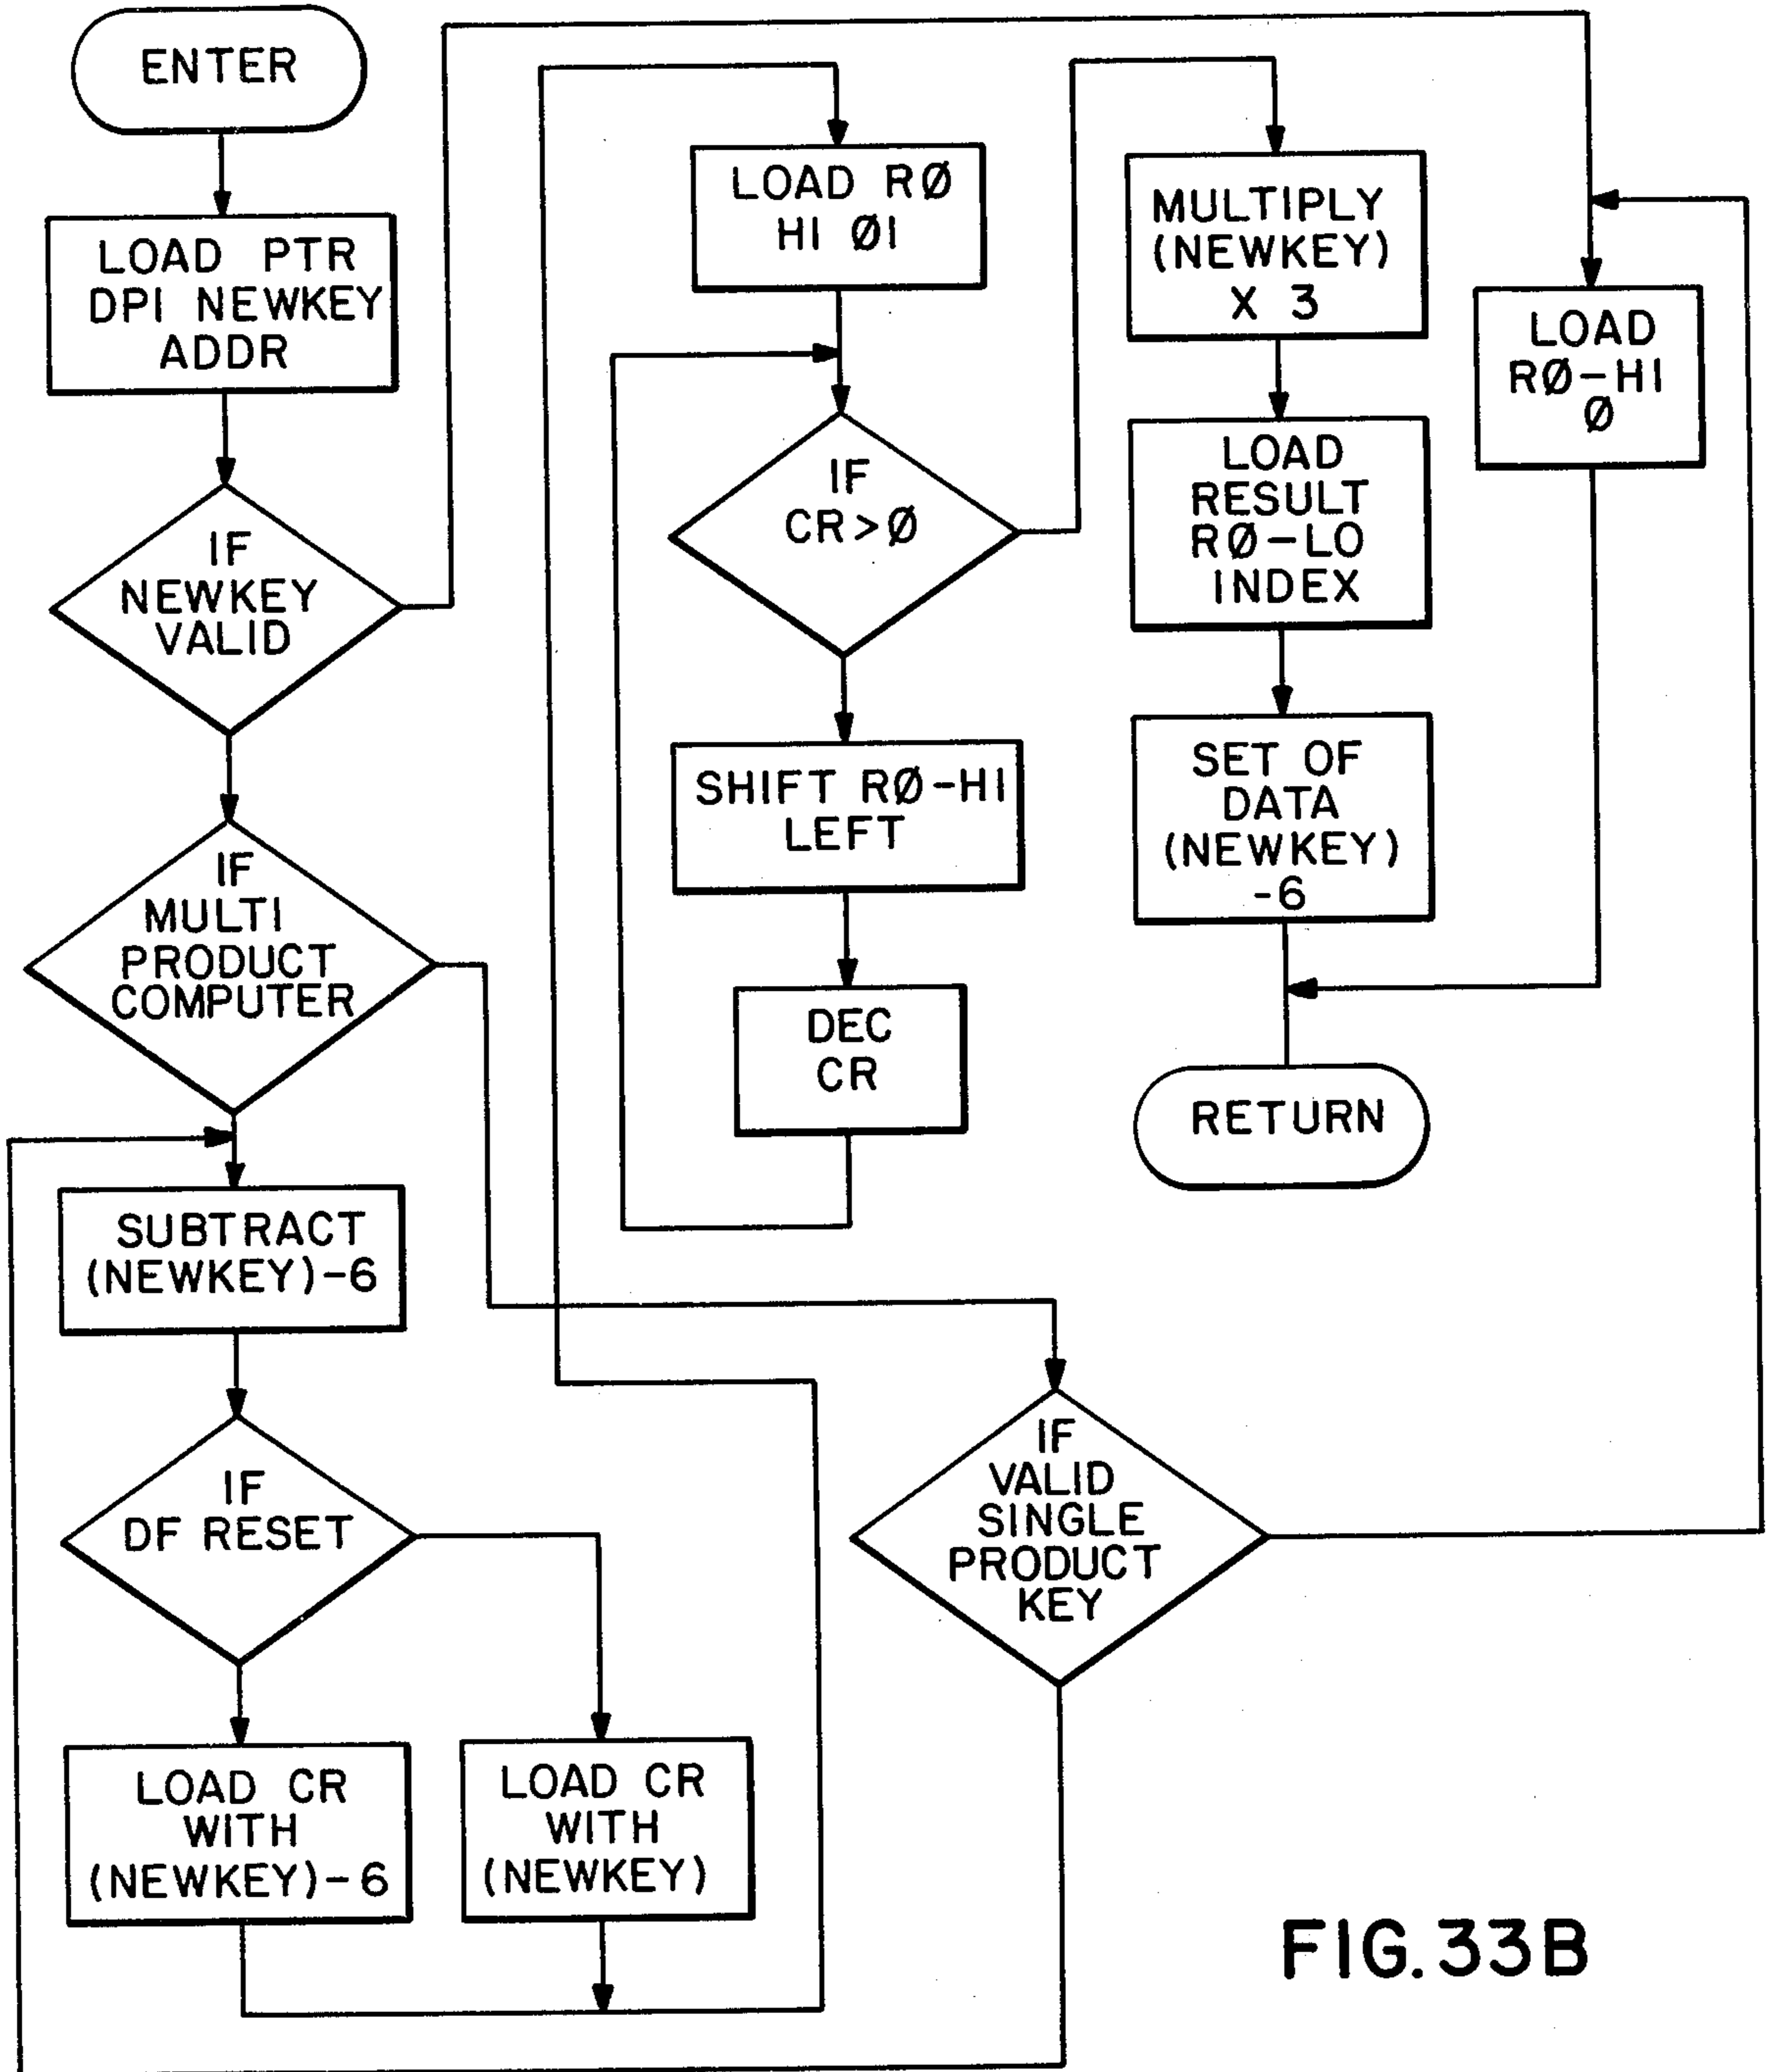 ENTER
LOAD PTR
DPI NEWKEY
ADDR
IF
NEWKEY
VALID
IF
MULTI
PRODUCT
COMPUTER
SUBTRACT
(NEWKEY)-6
IF
DF RESET
LOAD CR
WITH
(NEWKEY)-6
LOAD CR
WITH
(NEWKEY)
LOAD RØ
HI Ø1
IF
CR>Ø
SHIFT RØ-HI
LEFT
DEC
CR
MULTIPLY
(NEWKEY)
X 3
LOAD
RESULT
RØ-LO
INDEX
SET OF
DATA
(NEWKEY)
-6
RETURN
LOAD
RØ-HI
Ø
IF
VALID
SINGLE
PRODUCT
KEY
FIG.33B